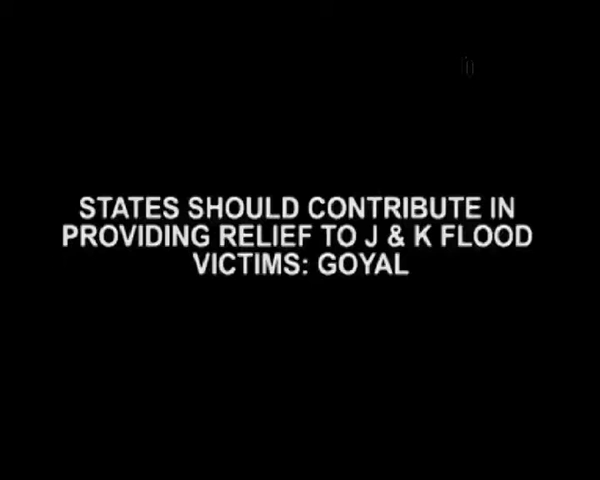 STATES SHOULD CONTRIBUTE IN
PROVIDING RELIEF TO J & K FLOOD
VICTIMS: GOYAL